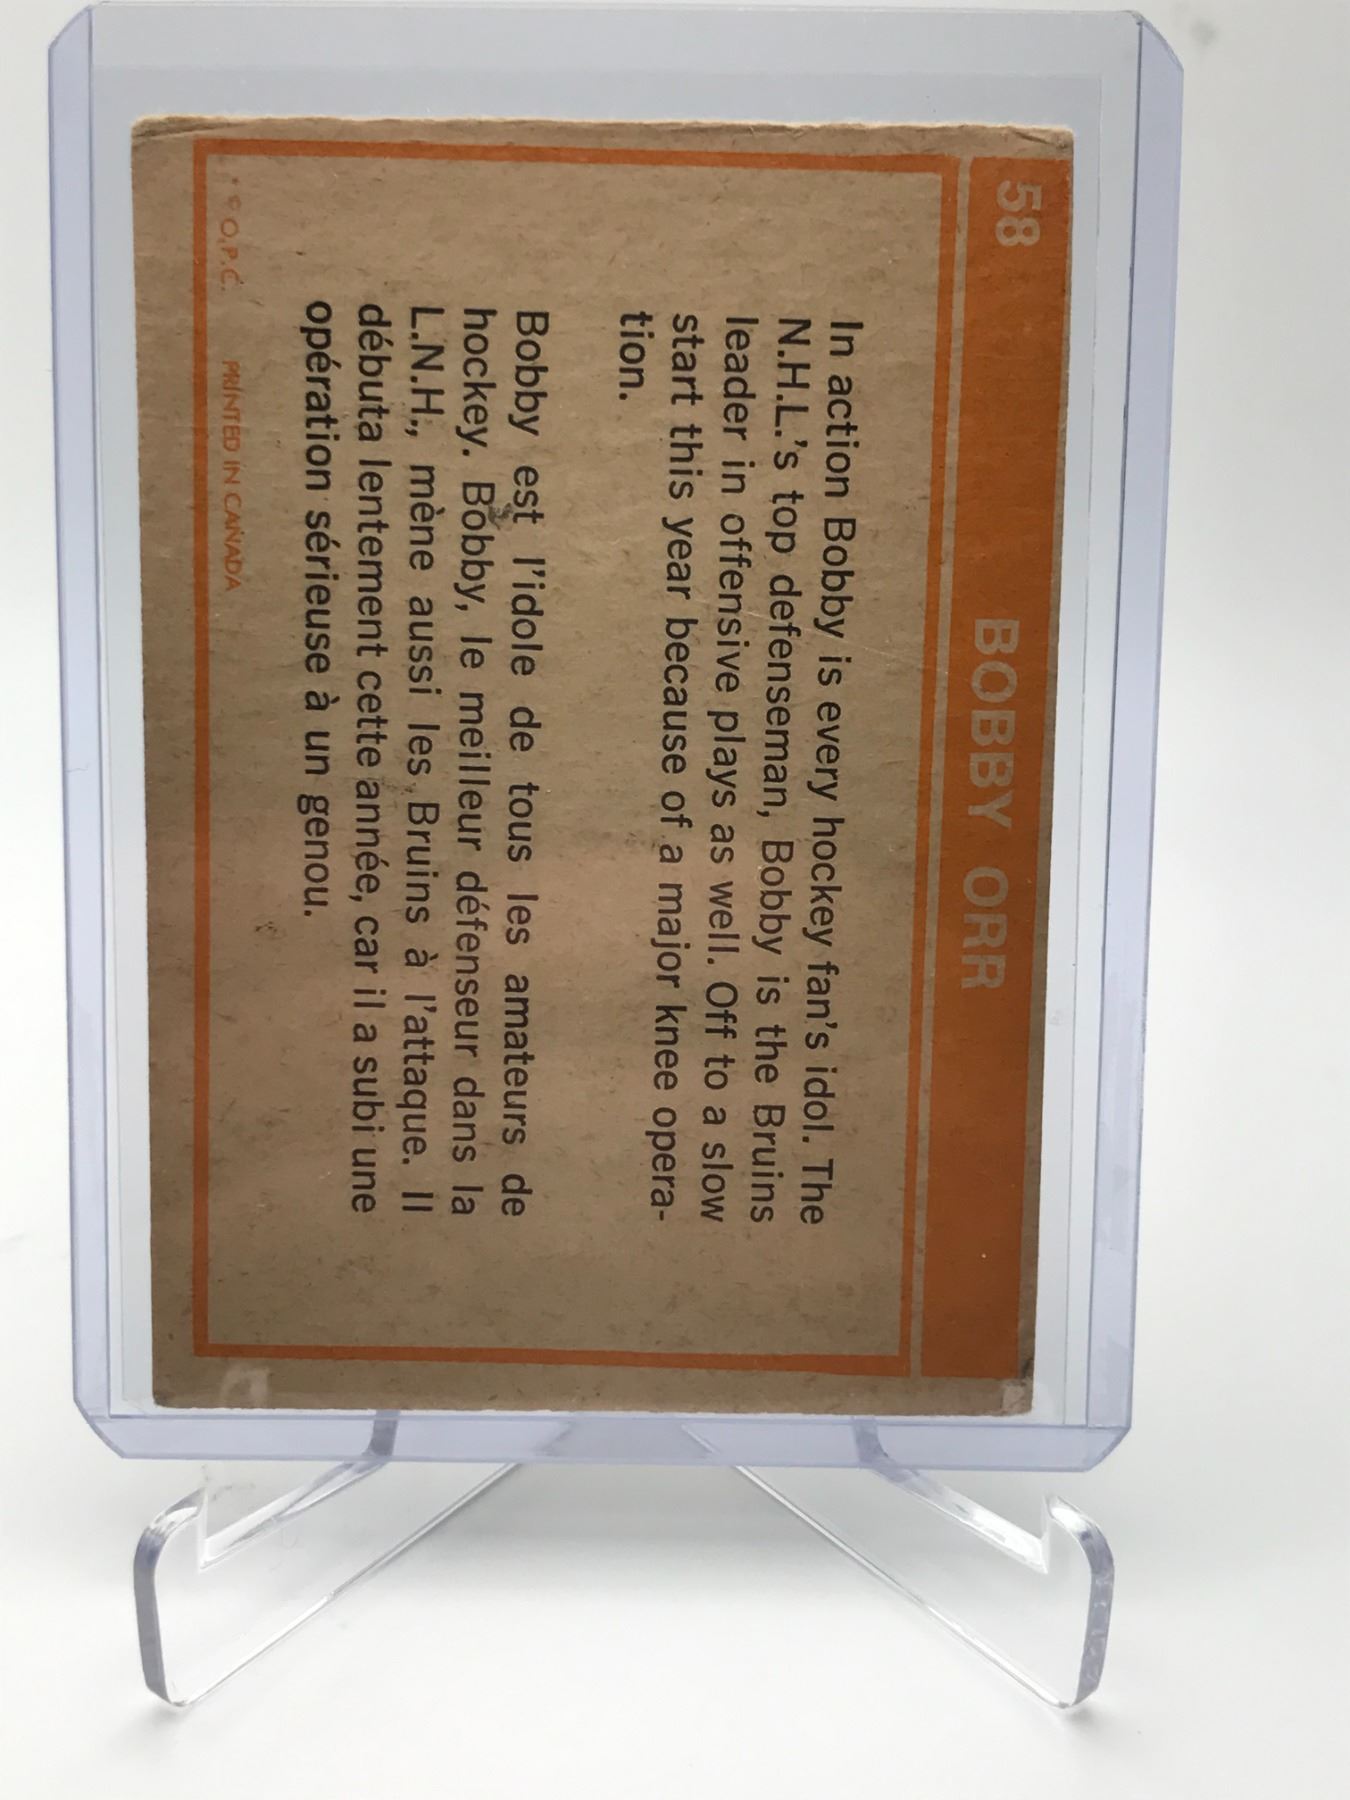 58
BOBBY ORR
In action Bobby is every hockey fan's idol. The
N.H.L.'s top defenseman, Bobby is the Bruins
leader in offensive plays as well. Off to a slow
start this year because of a major knee opera-
tion.
Bobby est l'idole de tous les amateurs de
hockey. Bobby, le meilleur défenseur dans la
L.N.H., mène aussi les Bruins à l'attaque. Il
débuta lentement cette année, car il a subi une
opération sérieuse à un genou.
* © O.P.C. PRINTED IN CANADA